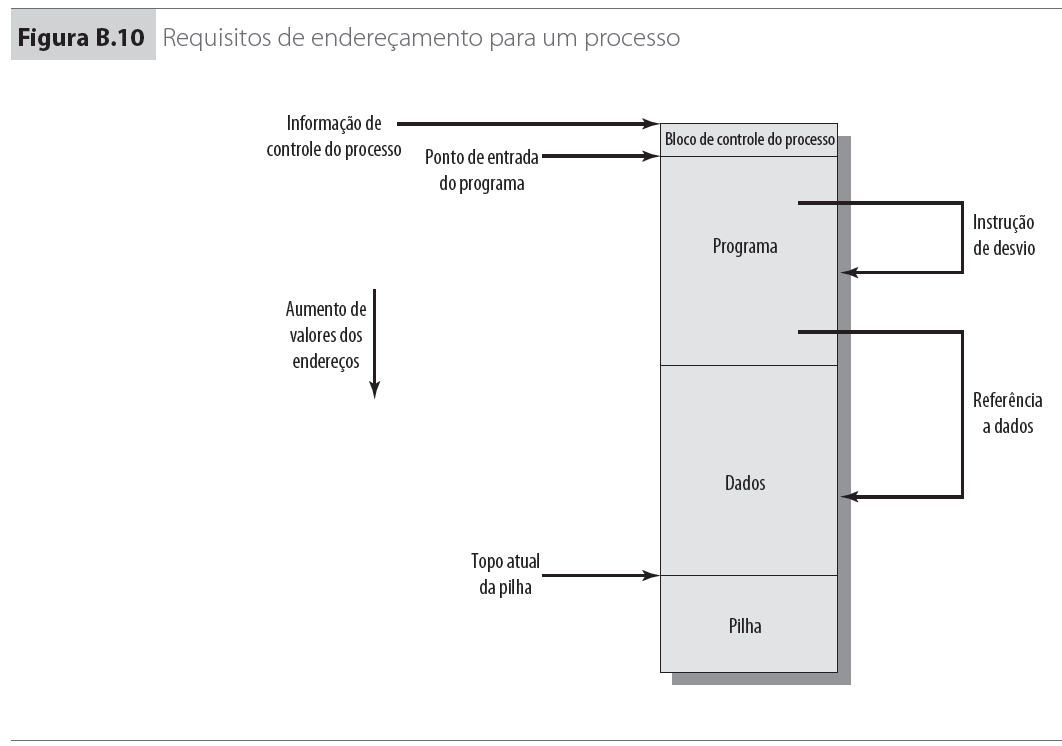 Figura B.10 Requisitos de endereçamento para um processo
Informação de
controle do processo
Bloco de controle do processo
Ponto de entrada
do programa
Programa
Instrução
de desvio
Aumento de
valores dos
endereços
Referência
a dados
Dados
Topo atual
da pilha
Pilha